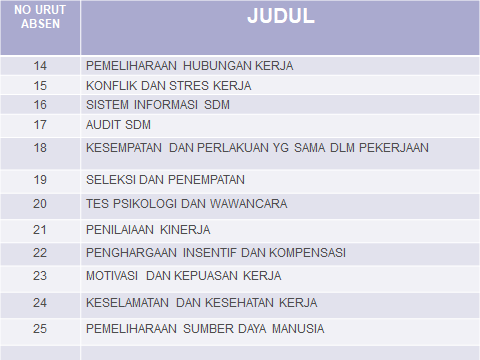 NO URUT ABSEN JUDUL
14 PEMELIHARAAN HUBUNGAN KERJA
15 KONFLIK DAN STRES KERJA
16 SISTEM INFORMASI SDM
17 AUDIT SDM
18 KESEMPATAN DAN PERLAKUAN YG SAMA DLM PEKERJAAN
19 SELEKSI DAN PENEMPATAN
20 TES PSIKOLOGI DAN WAWANCARA
21 PENILAIAAN KINERJA
22 PENGHARGAAN INSENTIF DAN KOMPENSASI
23 MOTIVASI DAN KEPUASAN KERJA
24 KESELAMATAN DAN KESEHATAN KERJA
25 PEMELIHARAAN SUMBER DAYA MANUSIA